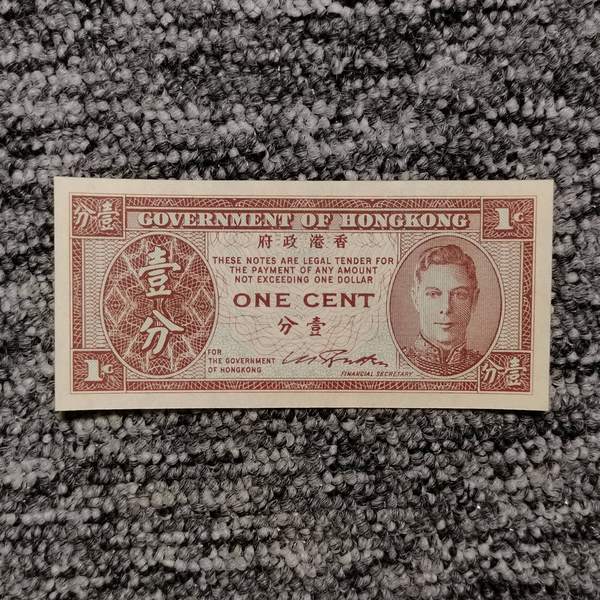 分壹
GOVERNMENT OF HONGKONG
1C
府政港香
THESE NOTES ARE LEGAL TENDER FOR
THE PAYMENT OF ANY AMOUNT
NOT EXCEEDING ONE DOLLAR
ONE CENT
分壹
壹分
FOR
THE GOVERNMENT
OF HONGKONG
FINANCIAL SECRETARY
1C
分壹